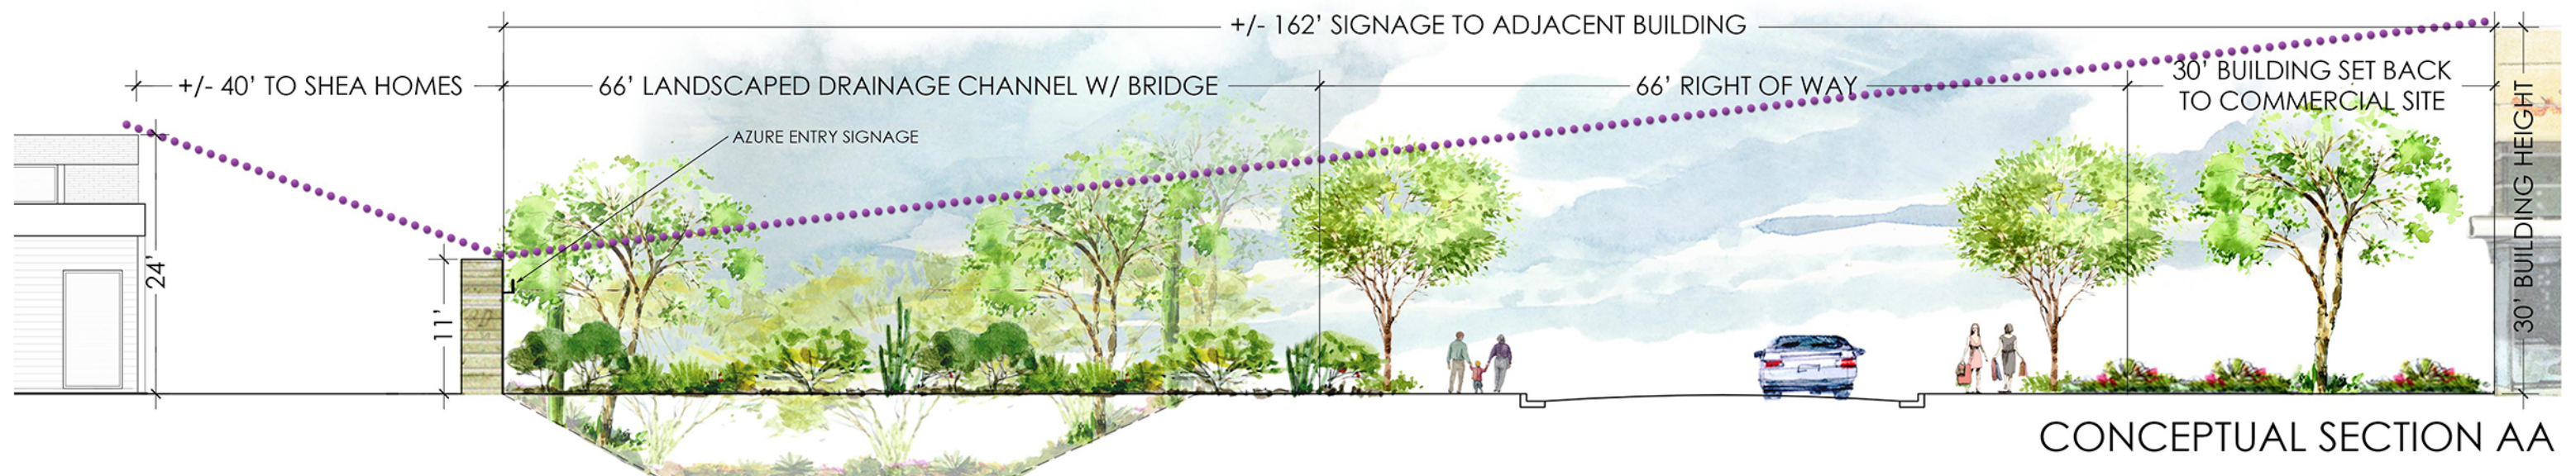 +/- 162' SIGNAGE TO ADJACENT BUILDING
+/- 40' TO SHEA HOMES
66' LANDSCAPED DRAINAGE CHANNEL W/ BRIDGE
66' RIGHT OF WAY
30' BUILDING SET BACK
TO COMMERCIAL SITE
AZURE ENTRY SIGNAGE
24'
11'
30' BUILDING HEIGHT
CONCEPTUAL SECTION AA